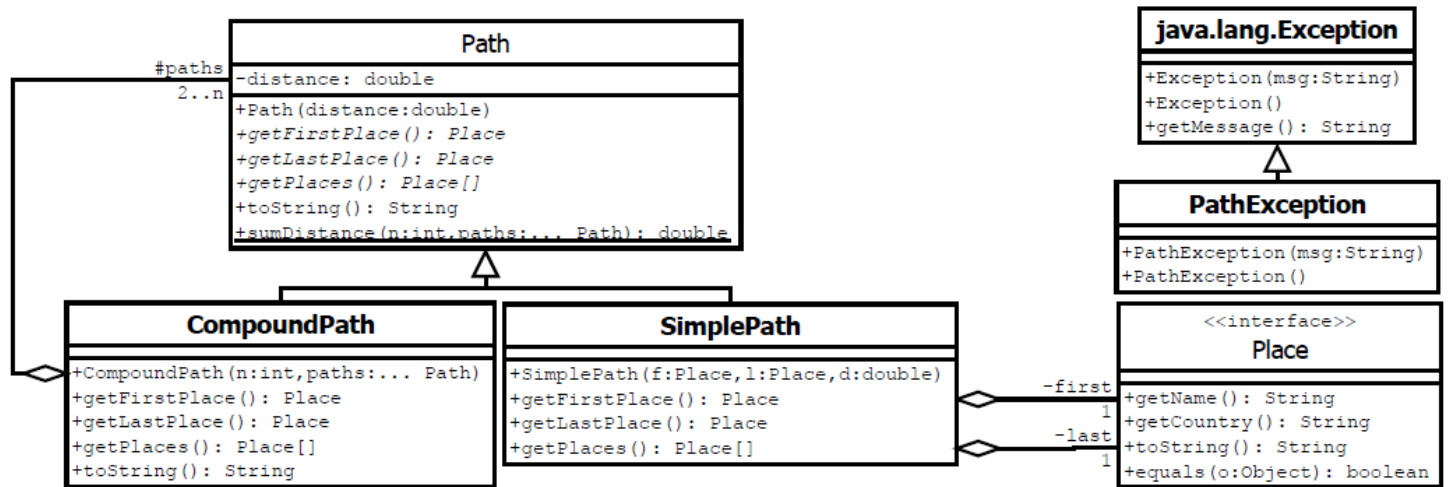 Path
-distance: double
+Path(distance:double)
+getFirstPlace(): Place
+getLastPlace(): Place
+getPlaces(): Place[]
+toString(): String
+sumDistance(n:int,paths:... Path): double
#paths
2..n
java.lang.Exception
+Exception(msg:String)
+Exception()
+getMessage(): String
PathException
+PathException(msg:String)
+PathException()
CompoundPath
+CompoundPath(n:int,paths:... Path)
+getFirstPlace(): Place
+getLastPlace(): Place
+getPlaces(): Place[]
+toString(): String
SimplePath
+SimplePath(f:Place,l:Place,d:double)
+getFirstPlace(): Place
+getLastPlace(): Place
+getPlaces(): Place[]
-first
1
-last
1
<<interface>>
Place
+getName(): String
+getCountry(): String
+toString(): String
+equals(o:Object): boolean